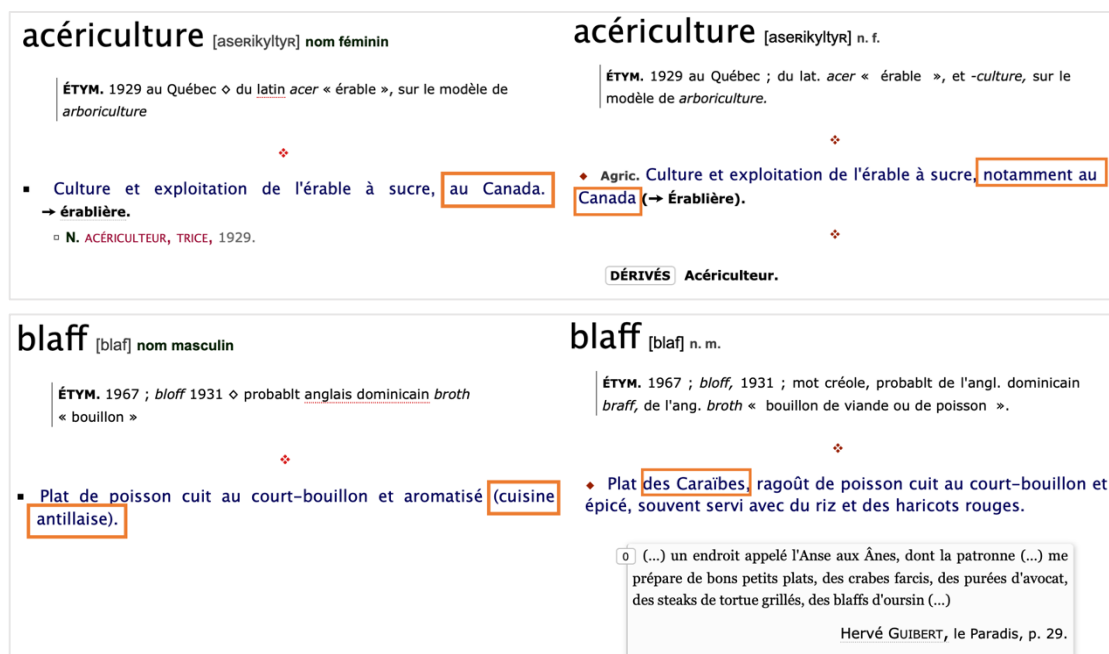 acériculture [aseʀikyltyʀ] nom féminin
ÉTYM. 1929 au Québec ⋄ du latin acer « érable », sur le modèle de
arboriculture
❖
▪ Culture et exploitation de l'érable à sucre, au Canada.
➞ érablière.
▫ N. ACÉRICULTEUR, TRICE, 1929.
acériculture [aseʀikyltyʀ] n. f.
ÉTYM. 1929 au Québec ; du lat. acer « érable », et -culture, sur le
modèle de arboriculture.
❖
◆ Agric. Culture et exploitation de l'érable à sucre, notamment au
Canada (➞ Érablière).
❖
DÉRIVÉS Acériculteur.
blaff [blaf] nom masculin
ÉTYM. 1967 ; bloff 1931 ⋄ probablt anglais dominicain broth
« bouillon »
❖
▪ Plat de poisson cuit au court-bouillon et aromatisé (cuisine
antillaise).
blaff [blaf] n. m.
ÉTYM. 1967 ; bloff, 1931 ; mot créole, probablt de l'angl. dominicain
braff, de l'ang. broth « bouillon de viande ou de poisson ».
❖
◆ Plat des Caraïbes, ragoût de poisson cuit au court-bouillon et
épicé, souvent servi avec du riz et des haricots rouges.
0 (...) un endroit appelé l'Anse aux Ânes, dont la patronne (...) me
prépare de bons petits plats, des crabes farcis, des purées d'avocat,
des steaks de tortue grillés, des blaffs d'oursin (...)
Hervé GUIBERT, le Paradis, p. 29.